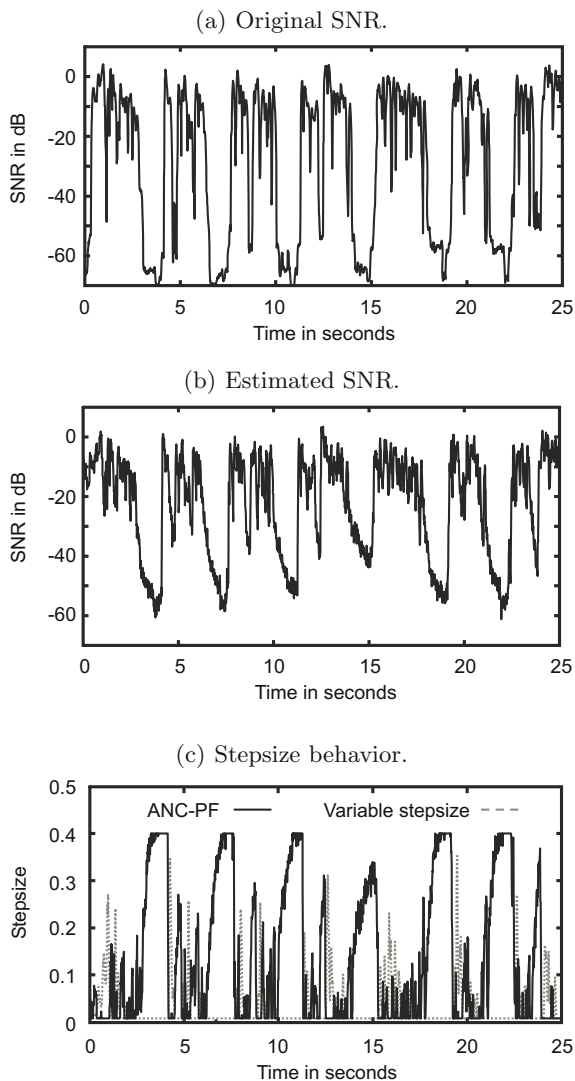 (a) Original SNR.
0
-20
-40
-60
SNR in dB
0 5 10 15 20 25
Time in seconds
(b) Estimated SNR.
0
-20
-40
-60
SNR in dB
0 5 10 15 20 25
Time in seconds
(c) Stepsize behavior.
ANC-PF Variable stepsize
0.5
0.4
0.3
0.2
0.1
0
Stepsize
0 5 10 15 20 25
Time in seconds